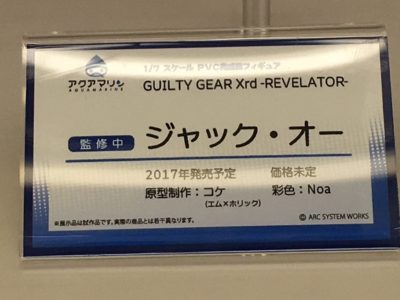 1/7 スケール PVC完成品フィギュア
アクアマリン
AQUAMARINE
GUILTY GEAR Xrd -REVELATOR-
監修中 ジャック・オー
2017年発売予定 価格未定
原型制作：コケ 彩色：Noa
(エム×ホリック)
※展示品は試作品です。実際の商品とは若干異なります。
© ARC SYSTEM WORKS